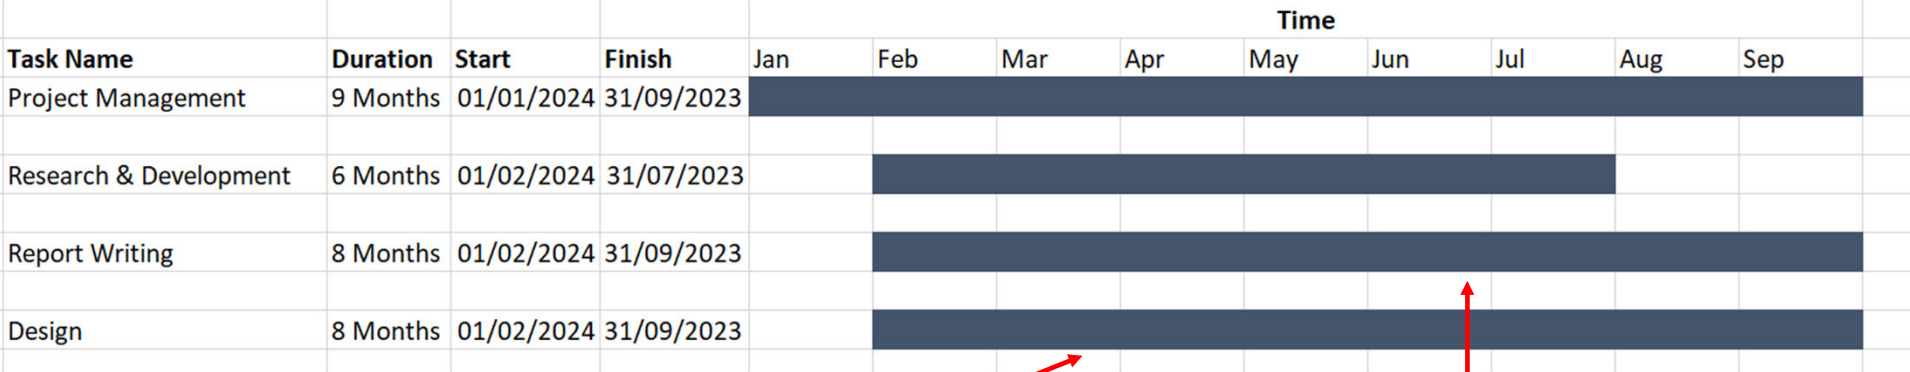 Time
Task Name Duration Start Finish Jan Feb Mar Apr May Jun Jul Aug Sep
Project Management 9 Months 01/01/2024 31/09/2023
Research & Development 6 Months 01/02/2024 31/07/2023
Report Writing 8 Months 01/02/2024 31/09/2023
Design 8 Months 01/02/2024 31/09/2023